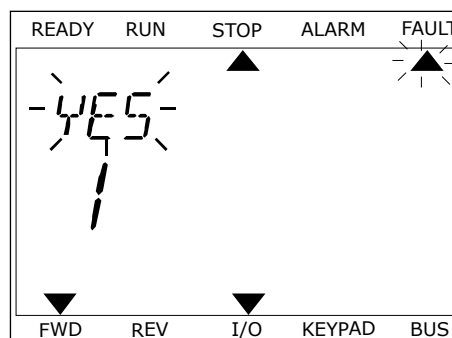 READY RUN STOP ALARM FAULT
YES
1
FWD REV I/O KEYPAD BUS